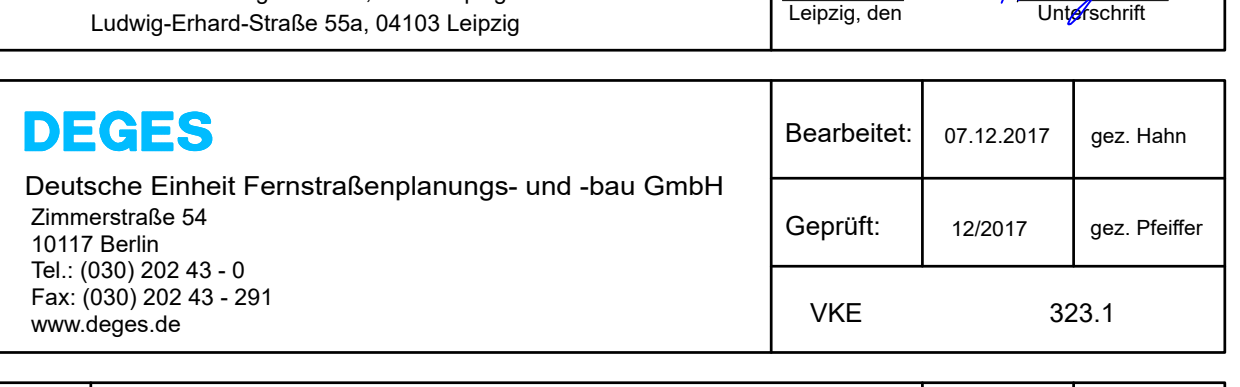 Ludwig-Erhard-Straße 55a, 04103 Leipzig
Leipzig, den Unterschrift
DEGES
Deutsche Einheit Fernstraßenplanungs- und -bau GmbH
Zimmerstraße 54
10117 Berlin
Tel.: (030) 202 43 - 0
Fax: (030) 202 43 - 291
www.deges.de
Bearbeitet: 07.12.2017 gez. Hahn
Geprüft: 12/2017 gez. Pfeiffer
VKE 323.1